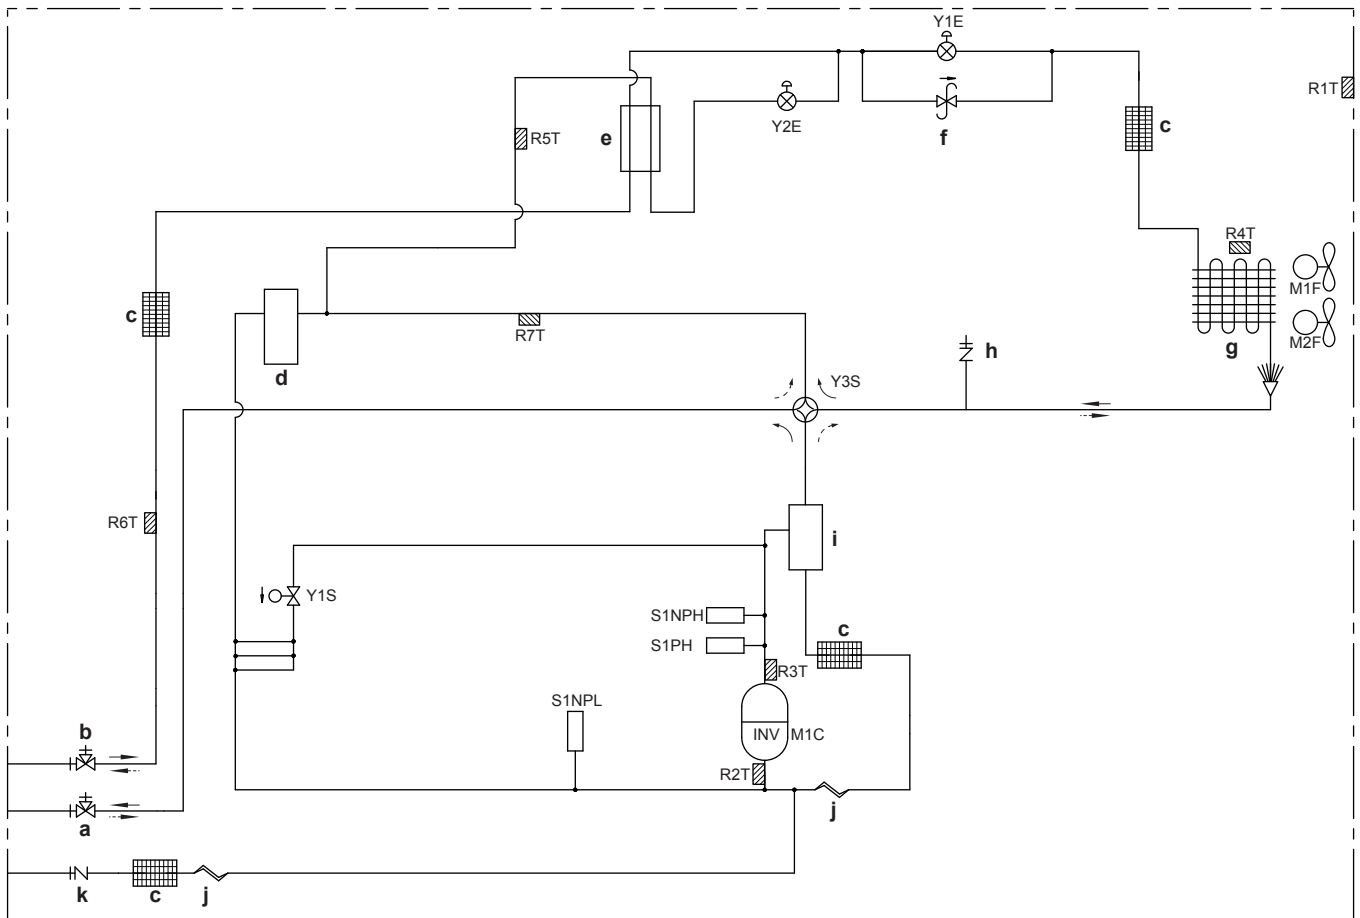 Y1E
R1T
Y2E
f
c
R5T
e
R4T
M1F
c
R7T
g
M2F
h
d
Y3S
R6T
i
Y1S
S1NPH
c
S1PH
R3T
S1NPL
b
INV
M1C
R2T
a
j
k
c
j